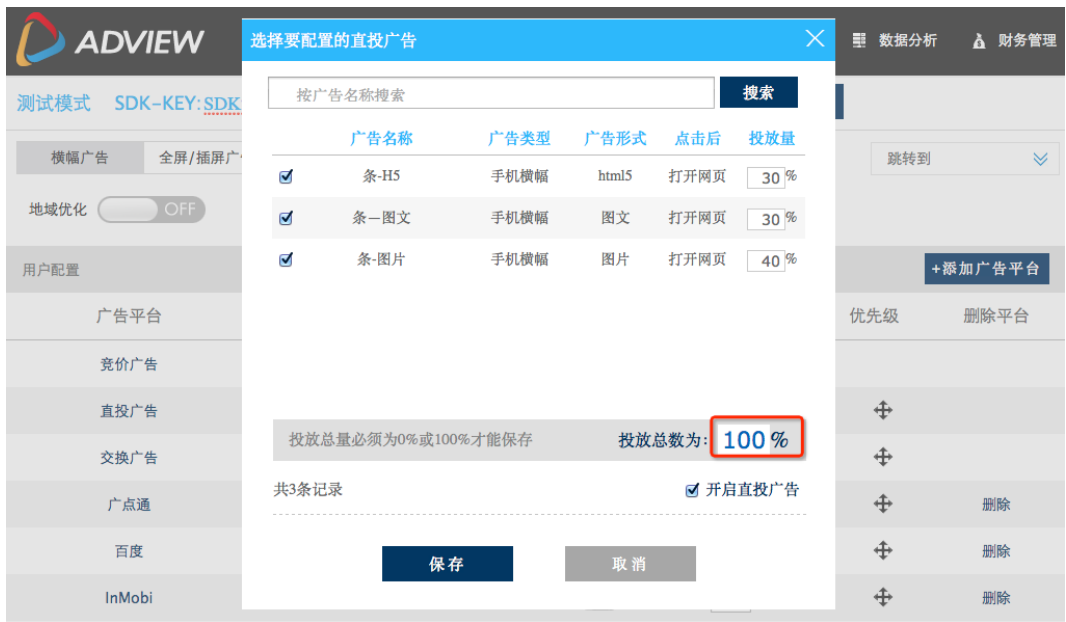 ADVIEW
选择要配置的直投广告
数据分析
财务管理
测试模式 SDK-KEY:SDK
按广告名称搜索
搜索
广告名称 广告类型 广告形式 点击后 投放量
横幅广告 全屏/插屏广
跳转到
条-H5 手机横幅 html5 打开网页 30 %
地域优化 OFF
条—图文 手机横幅 图文 打开网页 30 %
条-图片 手机横幅 图片 打开网页 40 %
用户配置
+添加广告平台
广告平台
优先级 删除平台
竞价广告
直投广告
投放总量必须为0%或100%才能保存 投放总数为: 100 %
交换广告
共3条记录
开启直投广告
广点通
删除
百度
保存 取消
删除
InMobi
删除